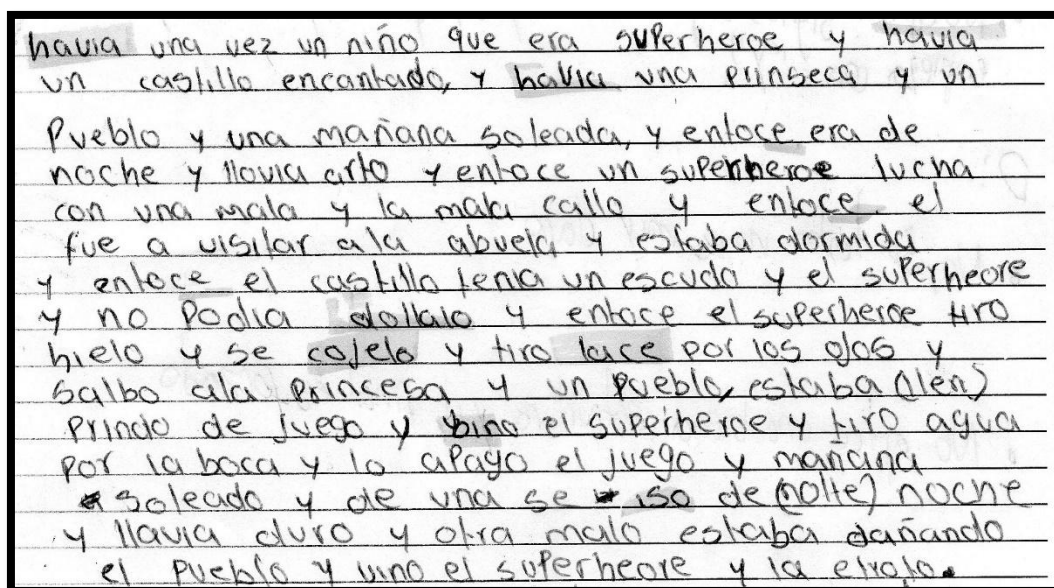 havia una vez un niño que era superheroe y havia
un castillo encantado, y havia una prinseca y un
Pueblo y una mañana soleada, y entoce era de
noche y llovia arto y entoce un superheroe lucha
con una mala y la mala callo y entoce el
fue a visitar ala abuela y estaba dormida
y entoce el castillo tenia un escudo y el superheore
y no Podia dollalo y entoce el superheroe tiro
hielo y se cojelo y tiro lace por los ojos y
salbo ala Princesa y un pueblo, estaba (len)
prindo de juego y bino el superheroe y tiro agua
por la boca y lo apago el juego y mañana
soleado y de una se iso de (nolte) noche
y llavia duro y otra malo estaba dañando
el pueblo y vino el superheore y la